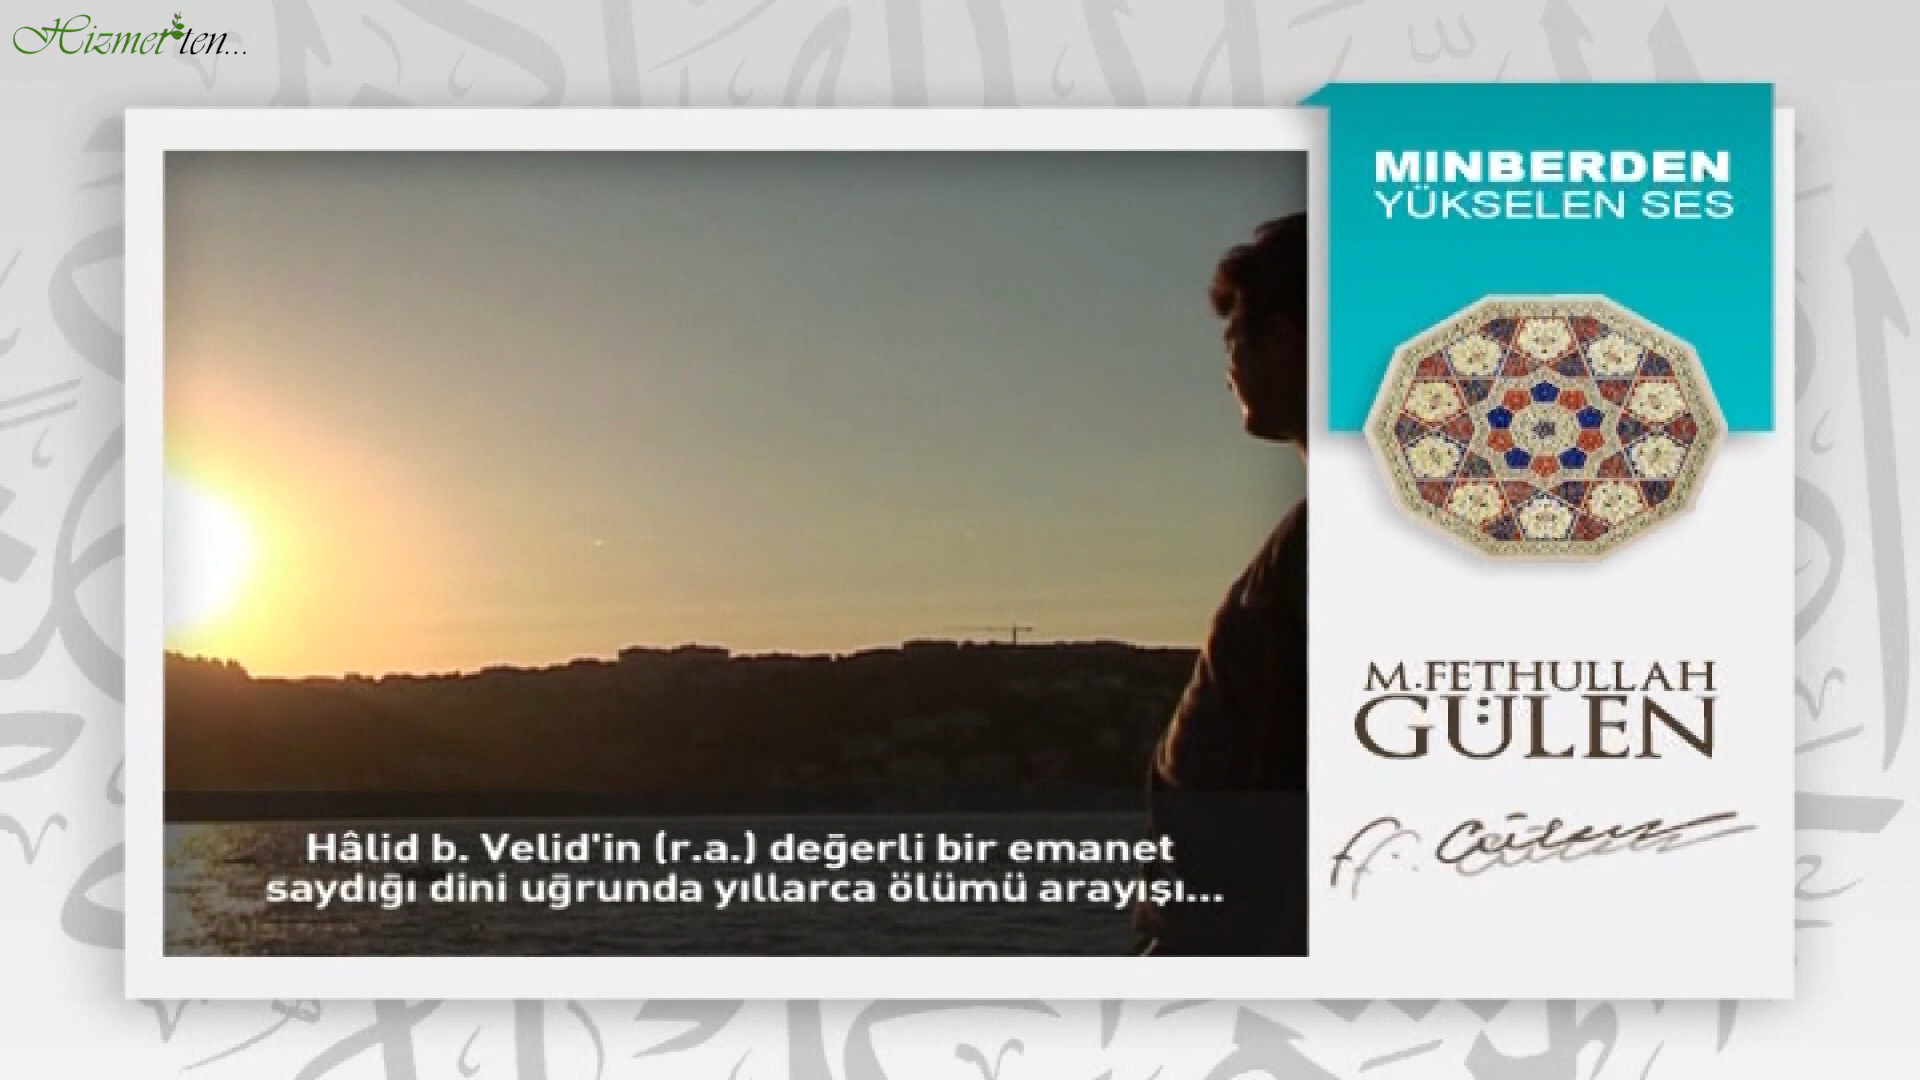 Hizmet'ten...
MINBERDEN
YÜKSELEN SES
M.FETHULLAH
GÜLEN
F. Gülen
Hâlid b. Velid'in (r.a.) değerli bir emanet
saydığı dini uğrunda yıllarca ölümü arayışı...